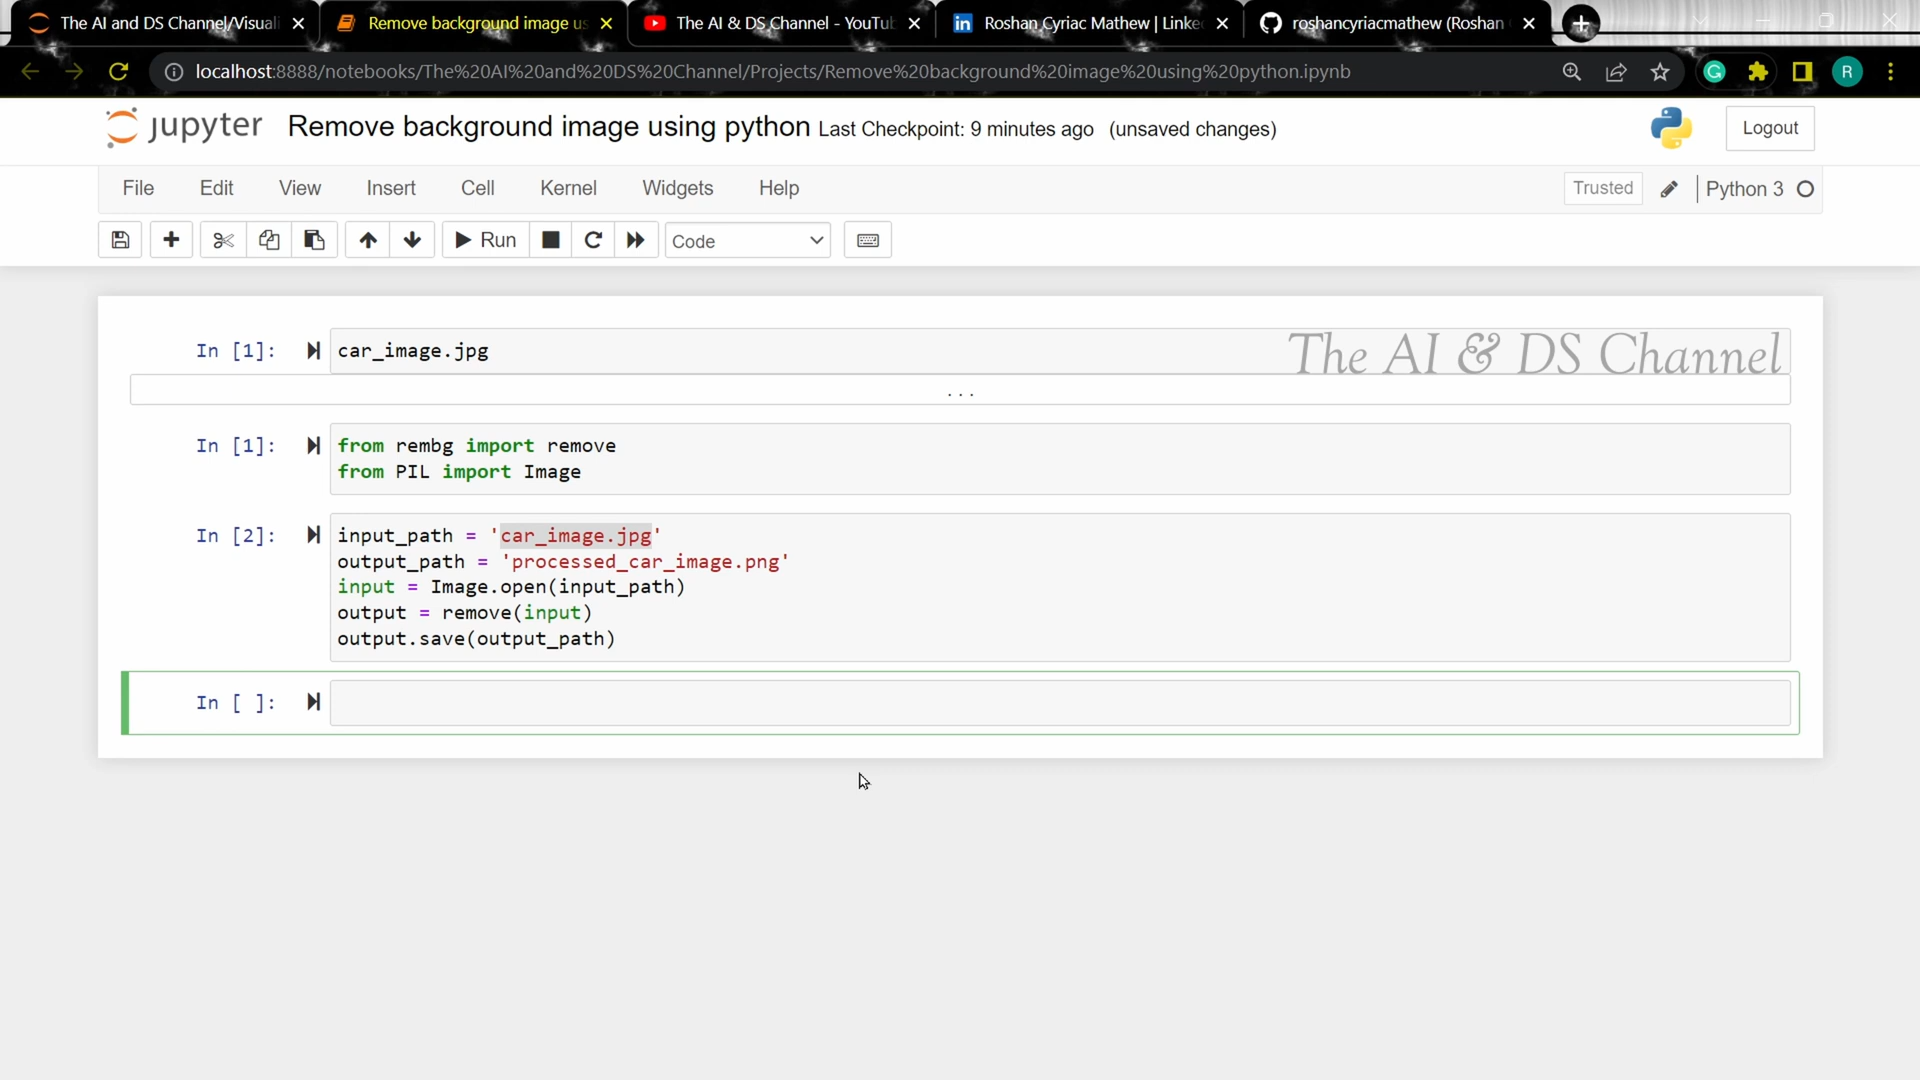 The AI and DS Channel/Visuali
Remove background image us
The AI & DS Channel - YouTub
Roshan Cyriac Mathew | Linke
roshancyriacmathew (Roshan
localhost:8888/notebooks/The%20AI%20and%20DS%20Channel/Projects/Remove%20background%20image%20using%20python.ipynb
G
R
jupyter Remove background image using python Last Checkpoint: 9 minutes ago (unsaved changes)
Logout
File Edit View Insert Cell Kernel Widgets Help
Trusted
Python 3
Run
Code
In [1]: car_image.jpg
The AI & DS Channel
...
In [1]: from rembg import remove
from PIL import Image
In [2]: input_path = 'car_image.jpg'
output_path = 'processed_car_image.png'
input = Image.open(input_path)
output = remove(input)
output.save(output_path)
In [ ]: